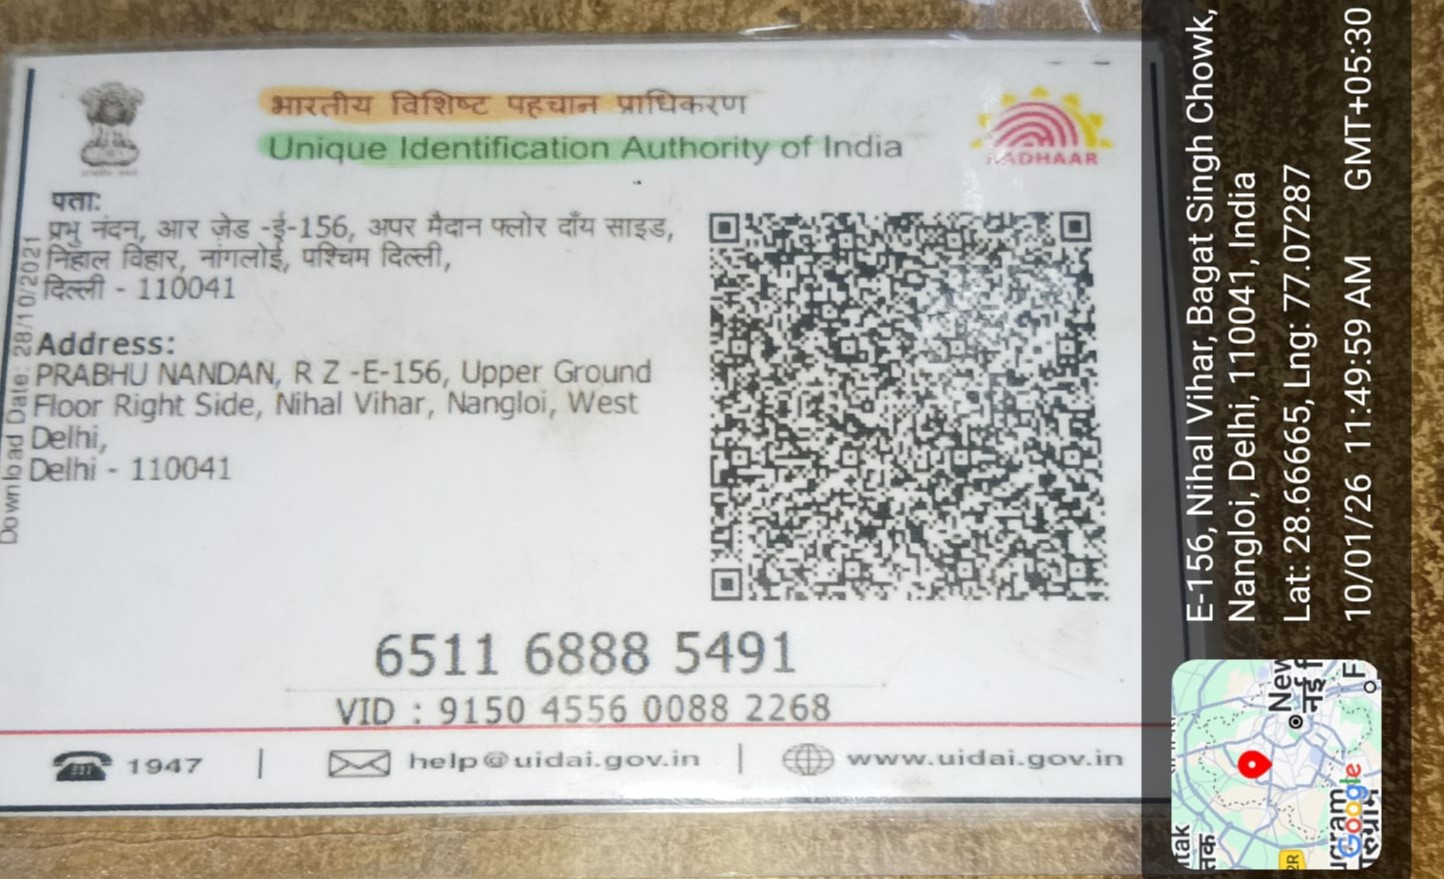 भारतीय विशिष्ट पहचान प्राधिकरण
Unique Identification Authority of India
AADHAAR
पता:
प्रभु नंदन, आर जेड -ई-156, अपर मैदान फ्लोर दाँय साइड,
निहाल विहार, नांगलोई, पश्चिम दिल्ली,
दिल्ली - 110041
Address:
PRABHU NANDAN, R Z -E-156, Upper Ground
Floor Right Side, Nihal Vihar, Nangloi, West
Delhi,
Delhi - 110041
Download Date: 28/10/2021
6511 6888 5491
VID : 9150 4556 0088 2268
1947 | help@uidai.gov.in | www.uidai.gov.in
E-156, Nihal Vihar, Bagat Singh Chowk,
Nangloi, Delhi, 110041, India
Lat: 28.66665, Lng: 77.07287
10/01/26 11:49:59 AM GMT+05:30
New
नई
Google